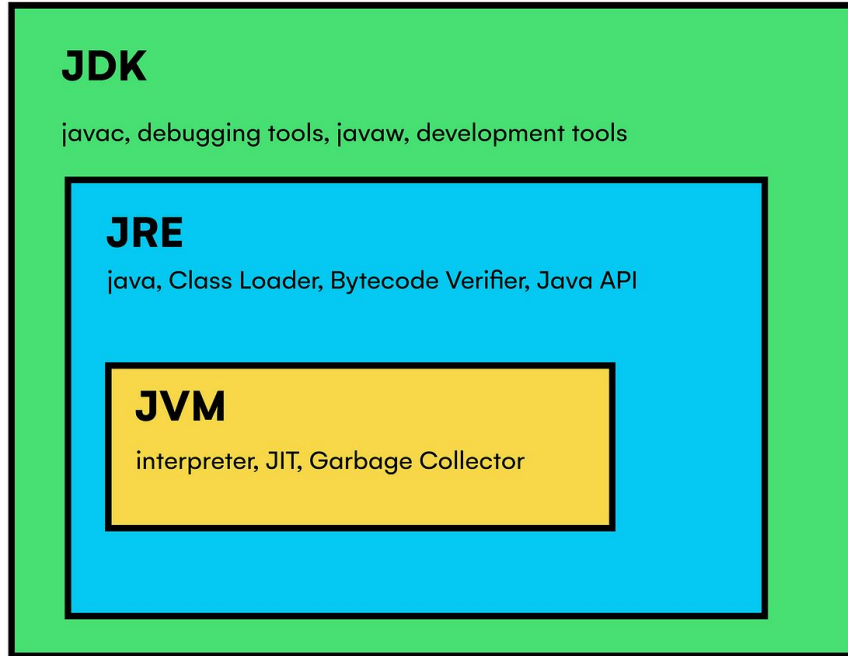 JDK
javac, debugging tools, javaw, development tools
JRE
java, Class Loader, Bytecode Verifier, Java API
JVM
interpreter, JIT, Garbage Collector